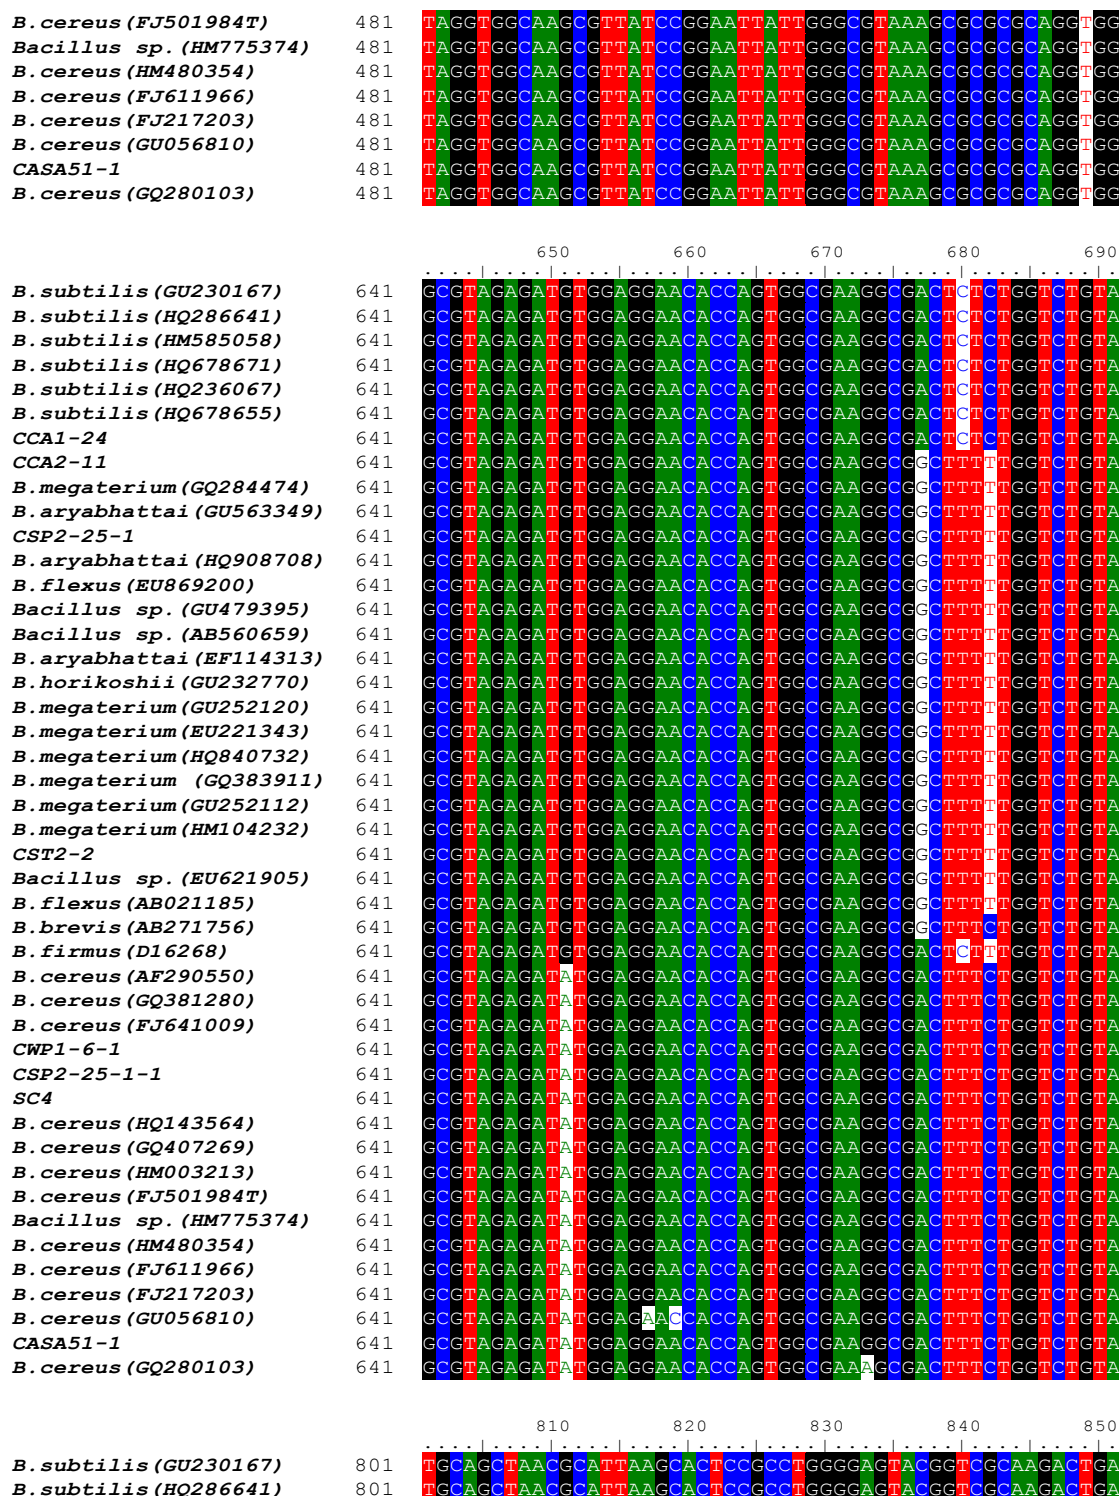 B.cereus(FJ501984T) 481 TAGGTGGCAAGCGTTATCCGGAATTATTGGGCGTAAAGCGCGCGCAGGTGG
Bacillus sp.(HM775374) 481 TAGGTGGCAAGCGTTATCCGGAATTATTGGGCGTAAAGCGCGCGCAGGTGG
B.cereus(HM480354) 481 TAGGTGGCAAGCGTTATCCGGAATTATTGGGCGTAAAGCGCGCGCAGGTGG
B.cereus(FJ611966) 481 TAGGTGGCAAGCGTTATCCGGAATTATTGGGCGTAAAGCGCGCGCAGGTGG
B.cereus(FJ217203) 481 TAGGTGGCAAGCGTTATCCGGAATTATTGGGCGTAAAGCGCGCGCAGGTGG
B.cereus(GU056810) 481 TAGGTGGCAAGCGTTATCCGGAATTATTGGGCGTAAAGCGCGCGCAGGTGG
CASA51-1 481 TAGGTGGCAAGCGTTATCCGGAATTATTGGGCGTAAAGCGCGCGCAGGTGG
B.cereus(GQ280103) 481 TAGGTGGCAAGCGTTATCCGGAATTATTGGGCGTAAAGCGCGCGCAGGTGG
650 660 670 680 690
B.subtilis(GU230167) 641 GCGTAGAGATGTGGAGGAACACCAGTGGCGAAGGCGACTCTCTGGTCTGTA
B.subtilis(HQ286641) 641 GCGTAGAGATGTGGAGGAACACCAGTGGCGAAGGCGACTCTCTGGTCTGTA
B.subtilis(HM585058) 641 GCGTAGAGATGTGGAGGAACACCAGTGGCGAAGGCGACTCTCTGGTCTGTA
B.subtilis(HQ678671) 641 GCGTAGAGATGTGGAGGAACACCAGTGGCGAAGGCGACTCTCTGGTCTGTA
B.subtilis(HQ236067) 641 GCGTAGAGATGTGGAGGAACACCAGTGGCGAAGGCGACTCTCTGGTCTGTA
B.subtilis(HQ678655) 641 GCGTAGAGATGTGGAGGAACACCAGTGGCGAAGGCGACTCTCTGGTCTGTA
CCA1-24 641 GCGTAGAGATGTGGAGGAACACCAGTGGCGAAGGCGACTCTCTGGTCTGTA
CCA2-11 641 GCGTAGAGATGTGGAGGAACACCAGTGGCGAAGGCGGCTTTTTGGTCTGTA
B.megaterium(GQ284474) 641 GCGTAGAGATGTGGAGGAACACCAGTGGCGAAGGCGGCTTTTTGGTCTGTA
B.aryabhattai(GU563349) 641 GCGTAGAGATGTGGAGGAACACCAGTGGCGAAGGCGGCTTTTTGGTCTGTA
CSP2-25-1 641 GCGTAGAGATGTGGAGGAACACCAGTGGCGAAGGCGGCTTTTTGGTCTGTA
B.aryabhattai(HQ908708) 641 GCGTAGAGATGTGGAGGAACACCAGTGGCGAAGGCGGCTTTTTGGTCTGTA
B.flexus(EU869200) 641 GCGTAGAGATGTGGAGGAACACCAGTGGCGAAGGCGGCTTTTTGGTCTGTA
Bacillus sp.(GU479395) 641 GCGTAGAGATGTGGAGGAACACCAGTGGCGAAGGCGGCTTTTTGGTCTGTA
Bacillus sp.(AB560659) 641 GCGTAGAGATGTGGAGGAACACCAGTGGCGAAGGCGGCTTTTTGGTCTGTA
B.aryabhattai(EF114313) 641 GCGTAGAGATGTGGAGGAACACCAGTGGCGAAGGCGGCTTTTTGGTCTGTA
B.horikoshii(GU232770) 641 GCGTAGAGATGTGGAGGAACACCAGTGGCGAAGGCGGCTTTTTGGTCTGTA
B.megaterium(GU252120) 641 GCGTAGAGATGTGGAGGAACACCAGTGGCGAAGGCGGCTTTTTGGTCTGTA
B.megaterium(EU221343) 641 GCGTAGAGATGTGGAGGAACACCAGTGGCGAAGGCGGCTTTTTGGTCTGTA
B.megaterium(HQ840732) 641 GCGTAGAGATGTGGAGGAACACCAGTGGCGAAGGCGGCTTTTTGGTCTGTA
B.megaterium (GQ383911) 641 GCGTAGAGATGTGGAGGAACACCAGTGGCGAAGGCGGCTTTTTGGTCTGTA
B.megaterium(GU252112) 641 GCGTAGAGATGTGGAGGAACACCAGTGGCGAAGGCGGCTTTTTGGTCTGTA
B.megaterium(HM104232) 641 GCGTAGAGATGTGGAGGAACACCAGTGGCGAAGGCGGCTTTTTGGTCTGTA
CST2-2 641 GCGTAGAGATGTGGAGGAACACCAGTGGCGAAGGCGGCTTTTTGGTCTGTA
Bacillus sp.(EU621905) 641 GCGTAGAGATGTGGAGGAACACCAGTGGCGAAGGCGGCTTTTTGGTCTGTA
B.flexus(AB021185) 641 GCGTAGAGATGTGGAGGAACACCAGTGGCGAAGGCGGCTTTTTGGTCTGTA
B.brevis(AB271756) 641 GCGTAGAGATGTGGAGGAACACCAGTGGCGAAGGCGGCTTTCTGGTCTGTA
B.firmus(D16268) 641 GCGTAGAGATGTGGAGGAACACCAGTGGCGAAGGCGACTCTTTGGTCTGTA
B.cereus(AF290550) 641 GCGTAGAGATATGGAGGAACACCAGTGGCGAAGGCGACTTTCTGGTCTGTA
B.cereus(GQ381280) 641 GCGTAGAGATATGGAGGAACACCAGTGGCGAAGGCGACTTTCTGGTCTGTA
B.cereus(FJ641009) 641 GCGTAGAGATATGGAGGAACACCAGTGGCGAAGGCGACTTTCTGGTCTGTA
CWP1-6-1 641 GCGTAGAGATATGGAGGAACACCAGTGGCGAAGGCGACTTTCTGGTCTGTA
CSP2-25-1-1 641 GCGTAGAGATATGGAGGAACACCAGTGGCGAAGGCGACTTTCTGGTCTGTA
SC4 641 GCGTAGAGATATGGAGGAACACCAGTGGCGAAGGCGACTTTCTGGTCTGTA
B.cereus(HQ143564) 641 GCGTAGAGATATGGAGGAACACCAGTGGCGAAGGCGACTTTCTGGTCTGTA
B.cereus(GQ407269) 641 GCGTAGAGATATGGAGGAACACCAGTGGCGAAGGCGACTTTCTGGTCTGTA
B.cereus(HM003213) 641 GCGTAGAGATATGGAGGAACACCAGTGGCGAAGGCGACTTTCTGGTCTGTA
B.cereus(FJ501984T) 641 GCGTAGAGATATGGAGGAACACCAGTGGCGAAGGCGACTTTCTGGTCTGTA
Bacillus sp.(HM775374) 641 GCGTAGAGATATGGAGGAACACCAGTGGCGAAGGCGACTTTCTGGTCTGTA
B.cereus(HM480354) 641 GCGTAGAGATATGGAGGAACACCAGTGGCGAAGGCGACTTTCTGGTCTGTA
B.cereus(FJ611966) 641 GCGTAGAGATATGGAGGAACACCAGTGGCGAAGGCGACTTTCTGGTCTGTA
B.cereus(FJ217203) 641 GCGTAGAGATATGGAGGAACACCAGTGGCGAAGGCGACTTTCTGGTCTGTA
B.cereus(GU056810) 641 GCGTAGAGATATGGAGAACCACCAGTGGCGAAGGCGACTTTCTGGTCTGTA
CASA51-1 641 GCGTAGAGATATGGAGGAACACCAGTGGCGAAGGCGACTTTCTGGTCTGTA
B.cereus(GQ280103) 641 GCGTAGAGATATGGAGGAACACCAGTGGCGAAAGCGACTTTCTGGTCTGTA
810 820 830 840 850
B.subtilis(GU230167) 801 TGCAGCTAACGCATTAAGCACTCCGCCTGGGGAGTACGGTCGCAAGACTGA
B.subtilis(HQ286641) 801 TGCAGCTAACGCATTAAGCACTCCGCCTGGGGAGTACGGTCGCAAGACTGA